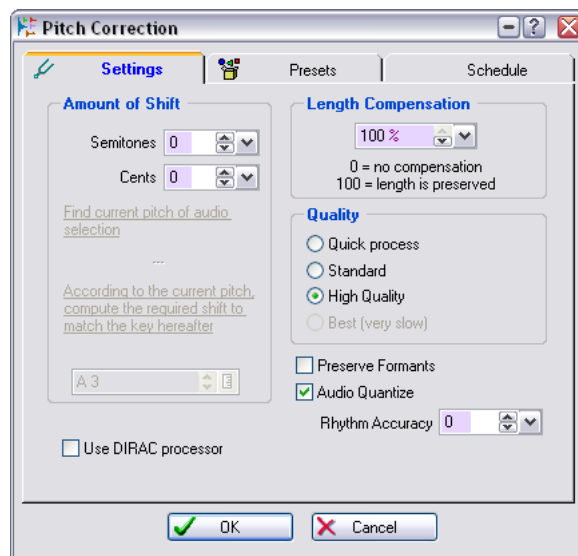 Pitch Correction
Settings
Presets
Schedule
Amount of Shift
Semitones 0
Cents 0
Find current pitch of audio
selection
...
According to the current pitch,
compute the required shift to
match the key hereafter
A 3
Use DIRAC processor
Length Compensation
100 %
0 = no compensation
100 = length is preserved
Quality
Quick process
Standard
High Quality
Best (very slow)
Preserve Formants
Audio Quantize
Rhythm Accuracy 0
OK
Cancel